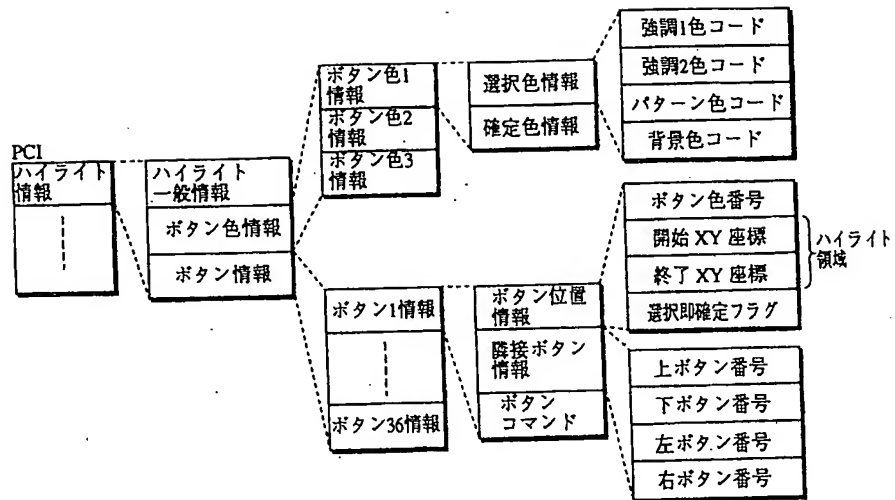 PCI
ハイライト
情報
ハイライト
一般情報
ボタン色情報
ボタン情報
ボタン色1
情報
ボタン色2
情報
ボタン色3
情報
選択色情報
確定色情報
強調1色コード
強調2色コード
パターン色コード
背景色コード
ボタン1情報
ボタン36情報
ボタン位置
情報
隣接ボタン
情報
ボタン
コマンド
ボタン色番号
開始 XY 座標
終了 XY 座標
選択即確定フラグ
ハイライト
領域
上ボタン番号
下ボタン番号
左ボタン番号
右ボタン番号